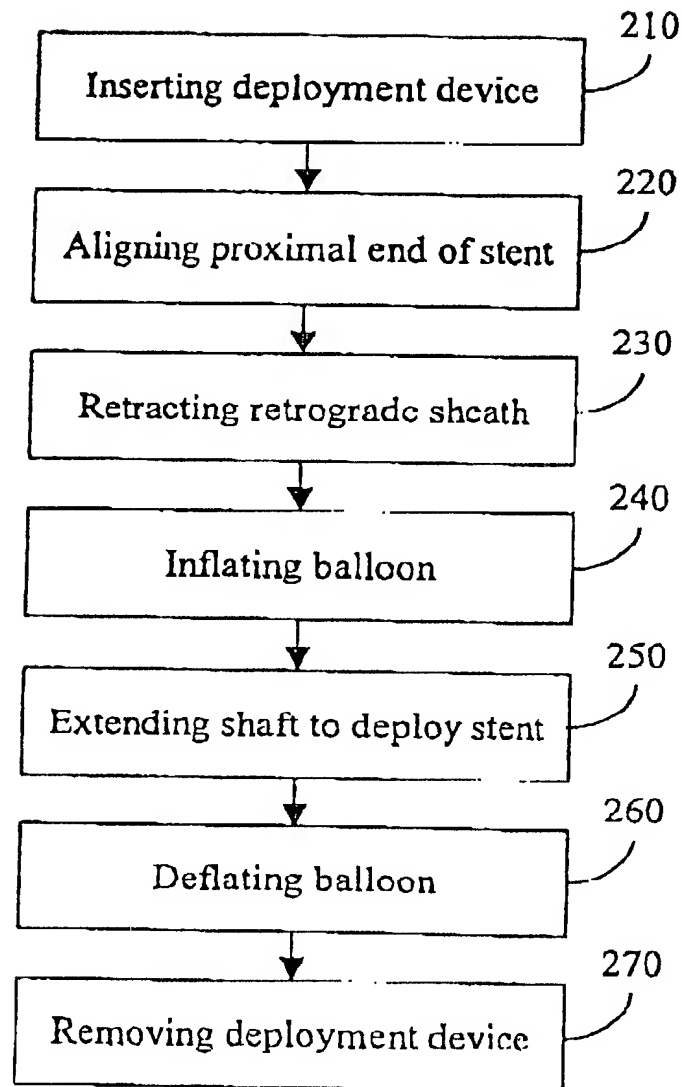 210
Inserting deployment device
220
Aligning proximal end of stent
230
Retracting retrograde sheath
240
Inflating balloon
250
Extending shaft to deploy stent
260
Deflating balloon
270
Removing deployment device